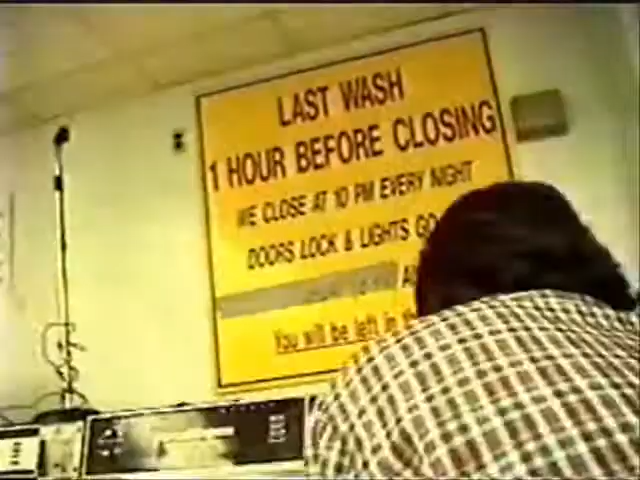 LAST WASH
1 HOUR BEFORE CLOSING
WE CLOSE AT 10 PM EVERY NIGHT
DOORS LOCK & LIGHTS GO
You will be left in